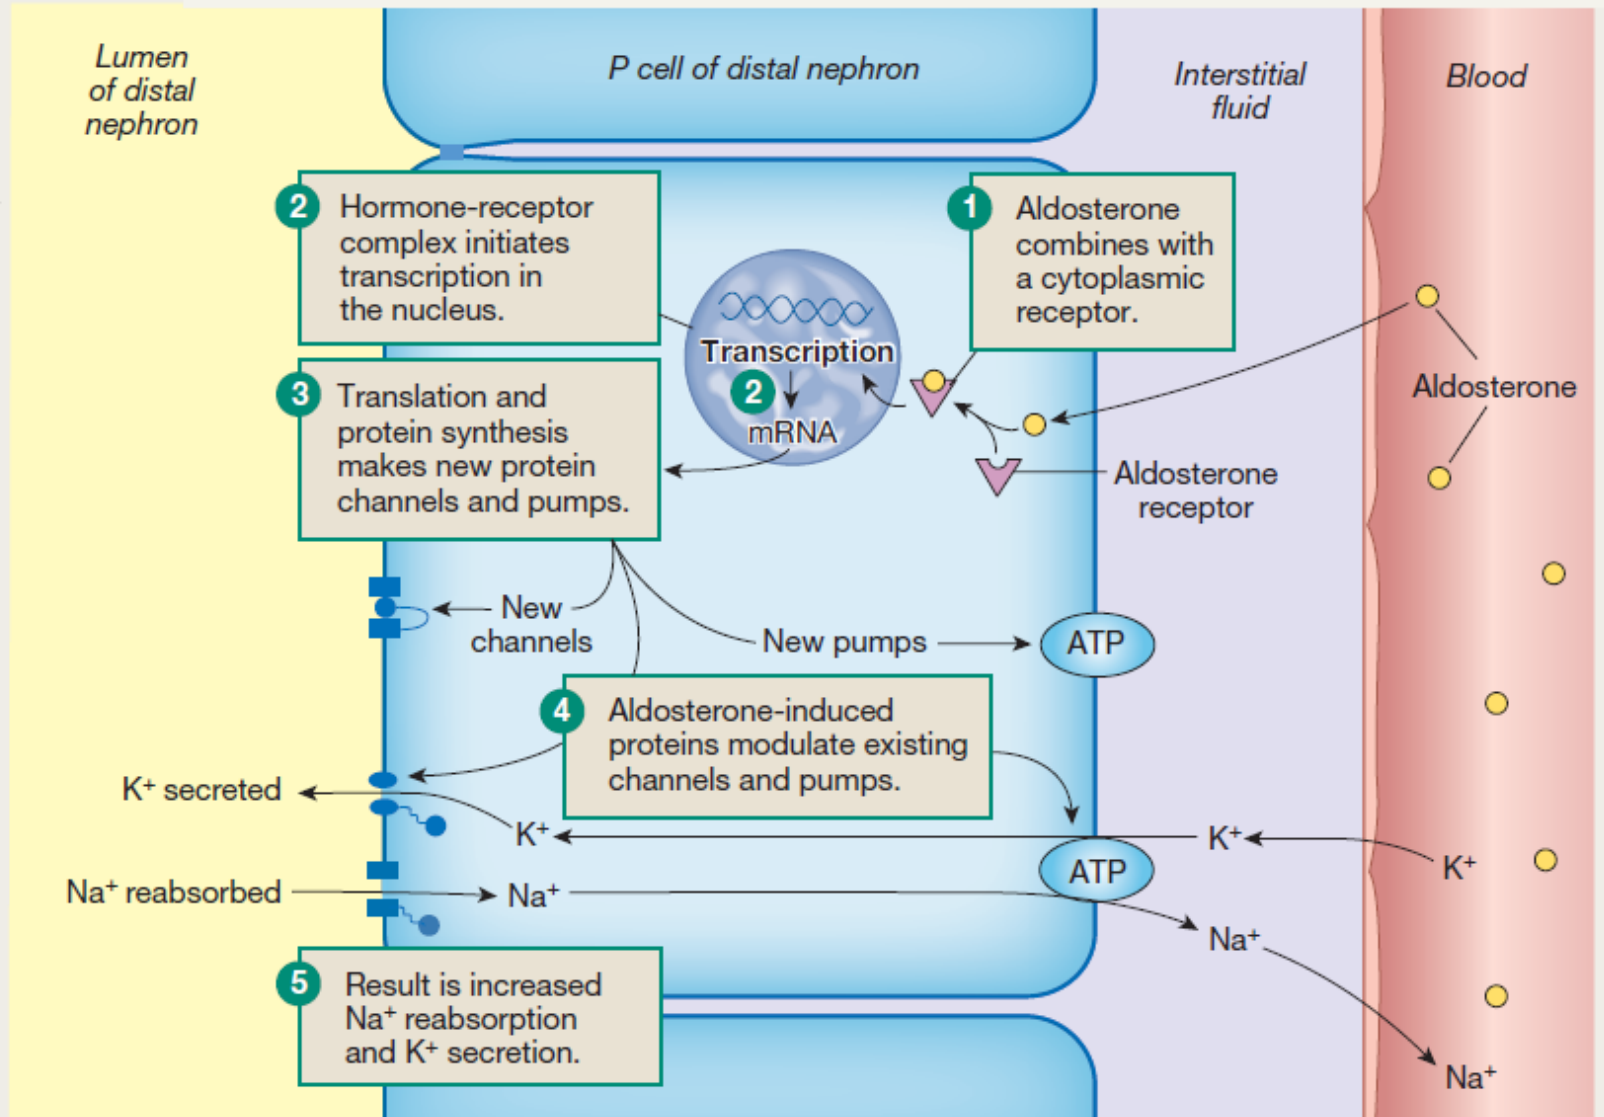 Lumen
of distal
nephron
P cell of distal nephron
Interstitial
fluid
Blood
2
Hormone-receptor
complex initiates
transcription in
the nucleus.
1
Aldosterone
combines with
a cytoplasmic
receptor.
Transcription
2
mRNA
Aldosterone
3
Translation and
protein synthesis
makes new protein
channels and pumps.
Aldosterone
receptor
New
channels
New pumps
ATP
4
Aldosterone-induced
proteins modulate existing
channels and pumps.
K⁺ secreted
K⁺
K⁺
K⁺
ATP
Na⁺ reabsorbed
Na⁺
Na⁺
Na⁺
5
Result is increased
Na⁺ reabsorption
and K⁺ secretion.